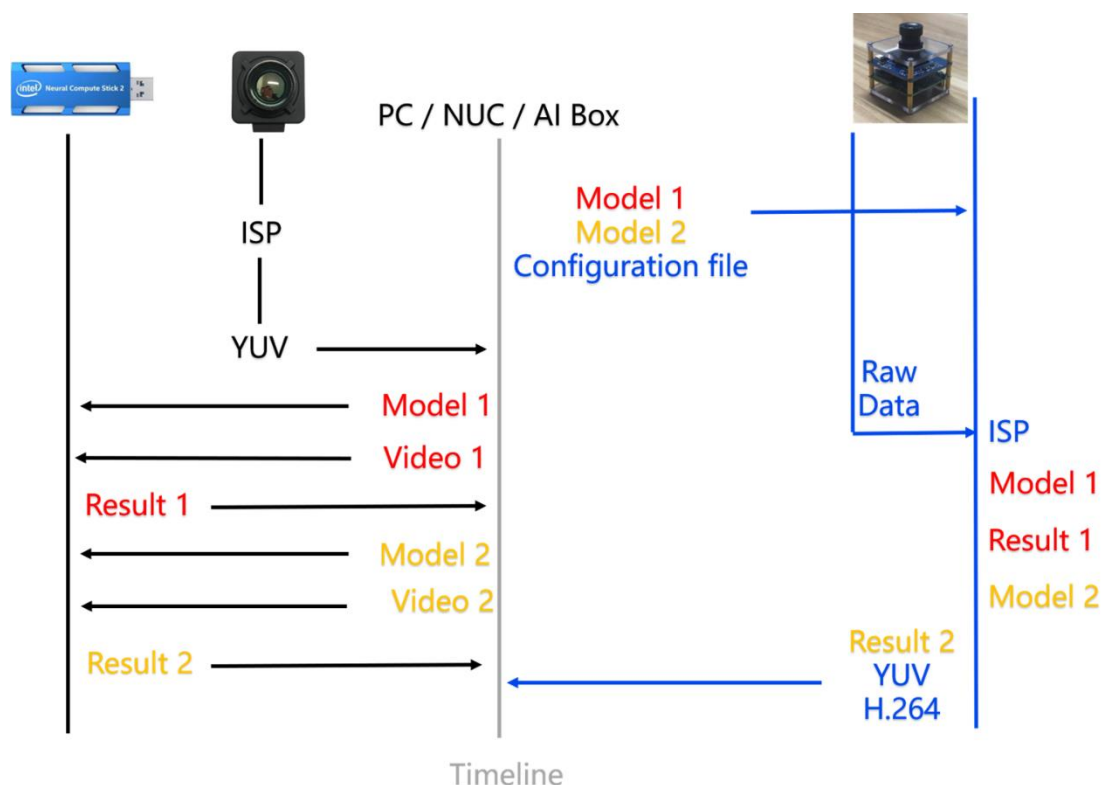 intel Neural Compute Stick 2
PC / NUC / AI Box
Model 1
Model 2
Configuration file
ISP
YUV
Model 1
Video 1
Result 1
Model 2
Video 2
Result 2
Raw
Data
ISP
Model 1
Result 1
Model 2
Result 2
YUV
H.264
Timeline